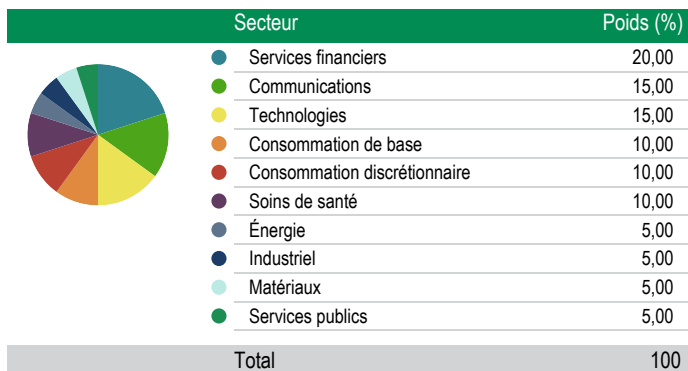 Secteur Poids (%)
Services financiers 20,00
Communications 15,00
Technologies 15,00
Consommation de base 10,00
Consommation discrétionnaire 10,00
Soins de santé 10,00
Énergie 5,00
Industriel 5,00
Matériaux 5,00
Services publics 5,00
Total 100